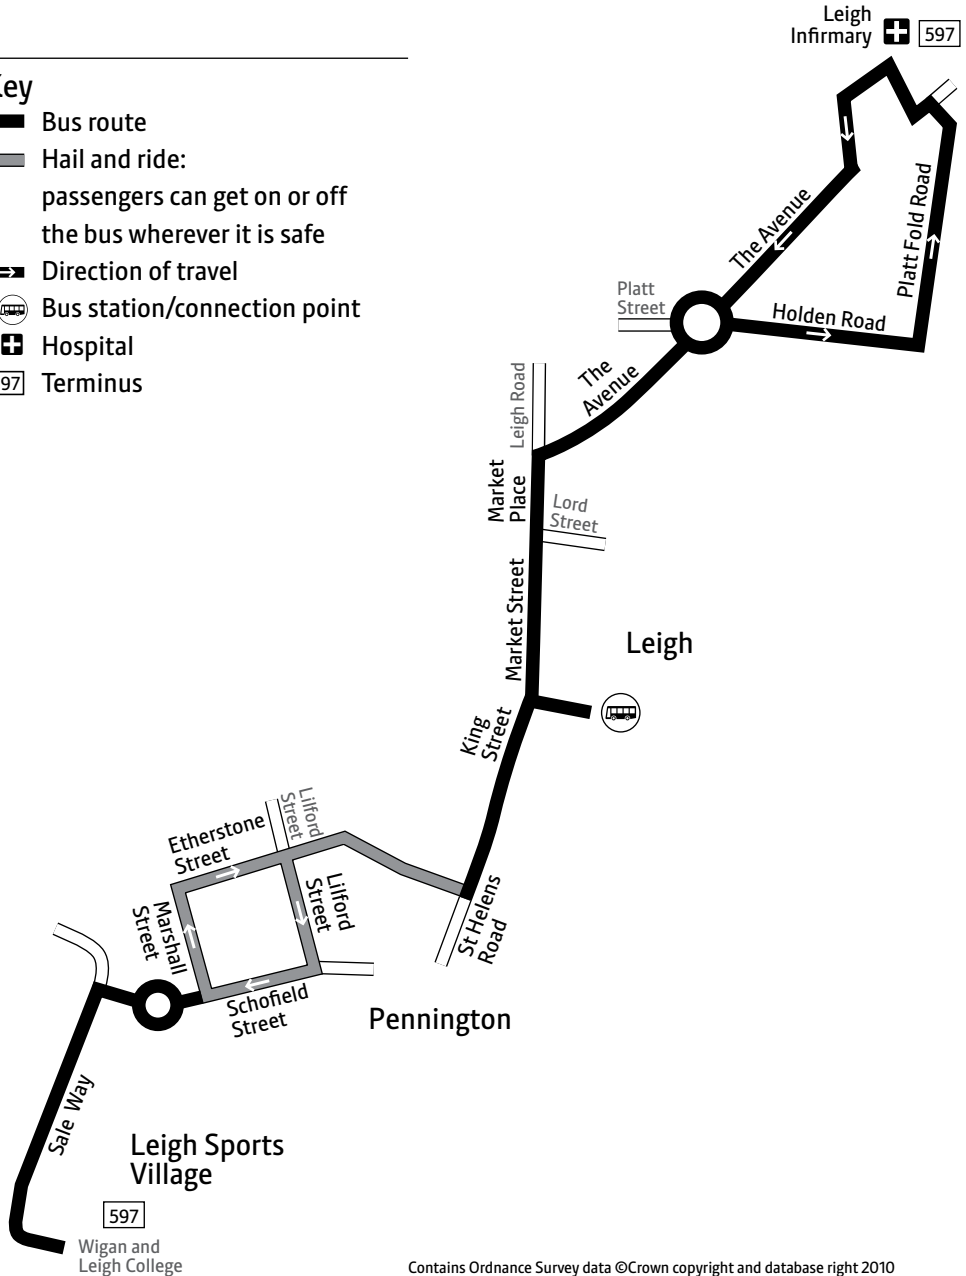 Leigh
Infirmary
597
ey
Bus route
Hail and ride:
passengers can get on or off
the bus wherever it is safe
Direction of travel
Bus station/connection point
Hospital
97 Terminus
The Avenue
Platt Fold Road
Platt
Street
Holden Road
The
Avenue
Leigh Road
Market
Place
Lord
Street
Market Street
Leigh
King
Street
Lilford
Street
Etherstone
Street
Lilford
Street
Marshall
Street
St Helens
Road
Schofield
Street
Pennington
Sale Way
Leigh Sports
Village
597
Wigan and
Leigh College
Contains Ordnance Survey data ©Crown copyright and database right 2010